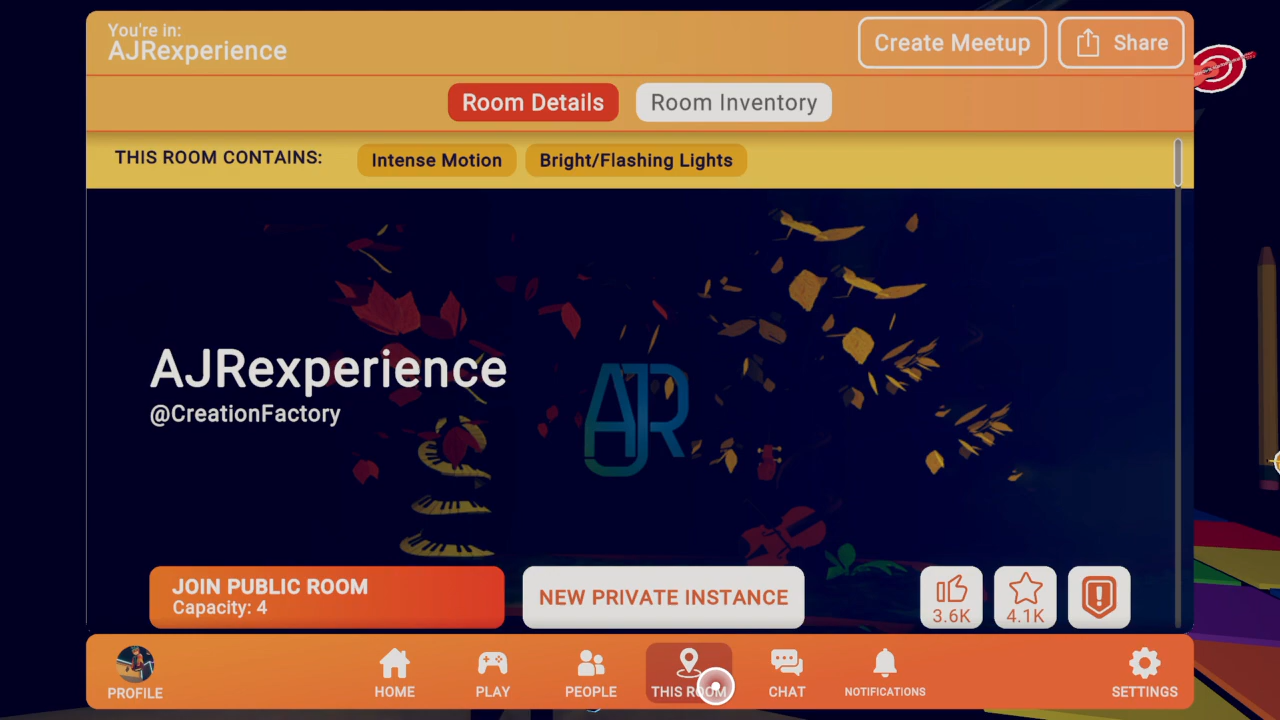 You're in:
AJRexperience
Create Meetup
Share
Room Details
Room Inventory
THIS ROOM CONTAINS:
Intense Motion
Bright/Flashing Lights
AJRexperience
@CreationFactory
AJR
JOIN PUBLIC ROOM
Capacity: 4
NEW PRIVATE INSTANCE
3.6K
4.1K
PROFILE
HOME
PLAY
PEOPLE
THIS ROOM
CHAT
NOTIFICATIONS
SETTINGS